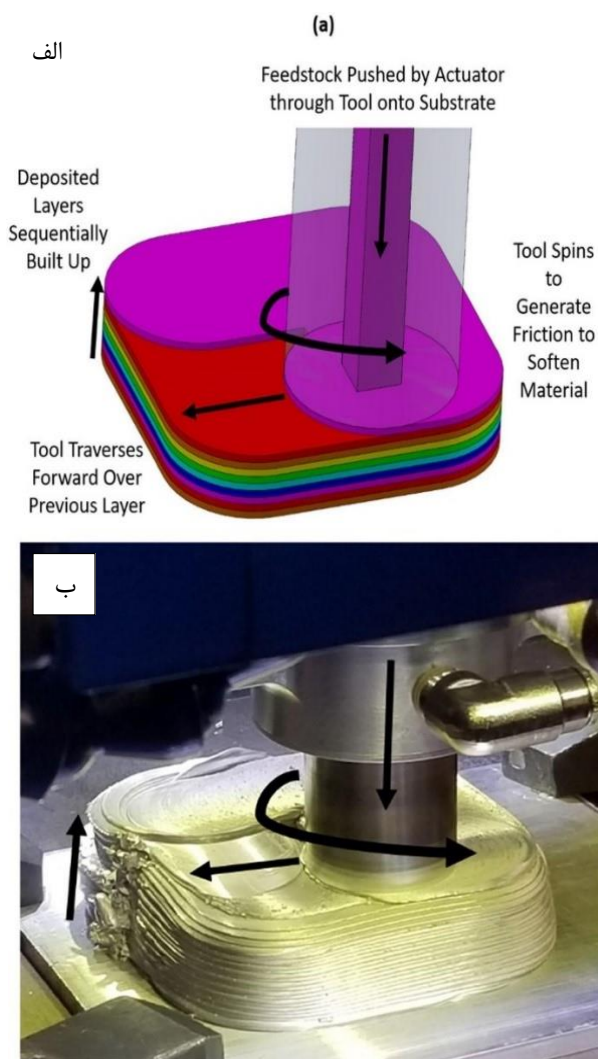 (a)
الف
Feedstock Pushed by Actuator
through Tool onto Substrate
Deposited
Layers
Sequentially
Built Up
Tool Spins
to
Generate
Friction to
Soften
Material
Tool Traverses
Forward Over
Previous Layer
ب